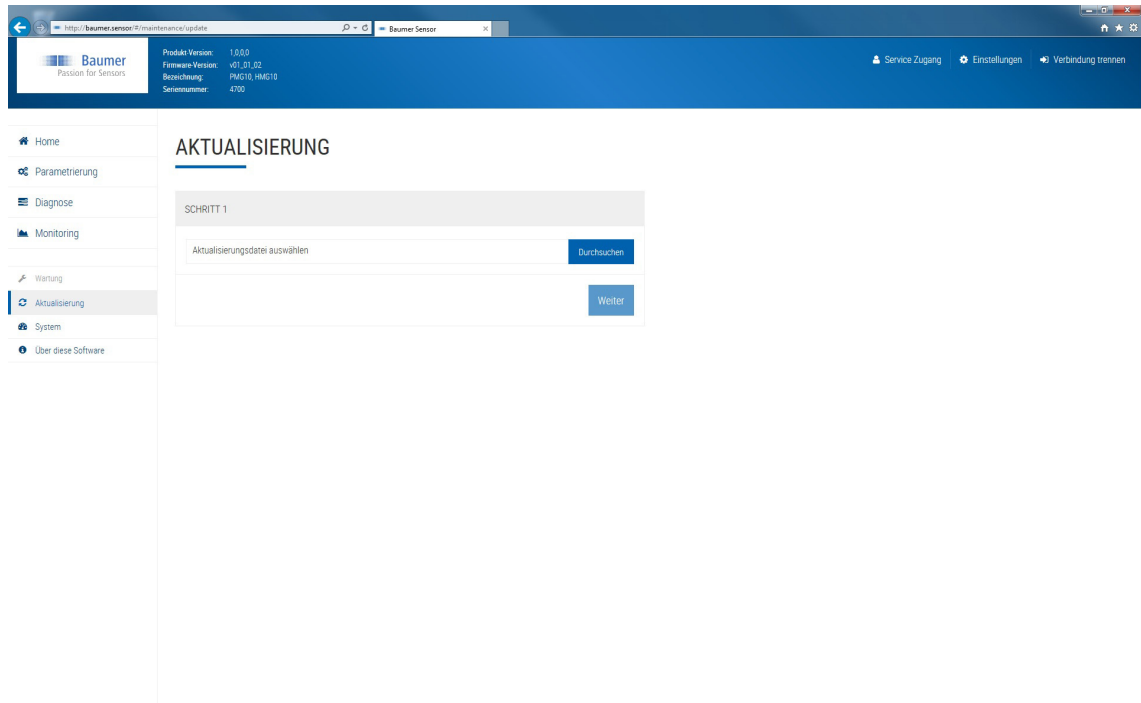 http://baumer.sensor/#/maintenance/update
Baumer Sensor
Baumer
Passion for Sensors
Produkt-Version: 1,0,0,0
Firmware-Version: v01_01_02
Bezeichnung: PMG10, HMG10
Seriennummer: 4700
Service Zugang
Einstellungen
Verbindung trennen
Home
Parametrierung
Diagnose
Monitoring
Wartung
Aktualisierung
System
Über diese Software
AKTUALISIERUNG
SCHRITT 1
Aktualisierungsdatei auswählen
Durchsuchen
Weiter